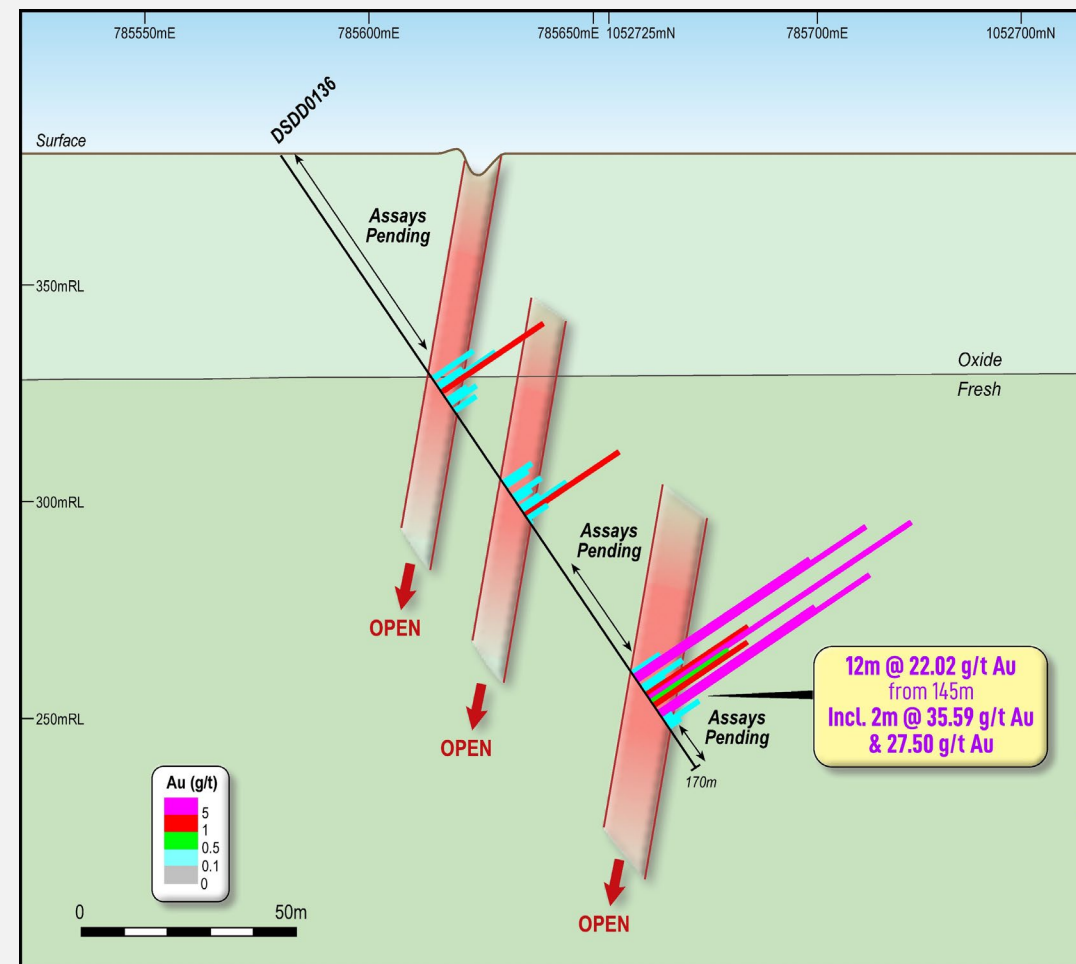 785550mE
785600mE
785650mE
1052725mN
785700mE
1052700mN
DSDD0136
Surface
Assays
Pending
350mRL
Oxide
Fresh
300mRL
Assays
Pending
OPEN
12m @ 22.02 g/t Au
from 145m
Incl. 2m @ 35.59 g/t Au
& 27.50 g/t Au
250mRL
Assays
Pending
OPEN
170m
Au (g/t)
5
1
0.5
0.1
0
0
50m
OPEN